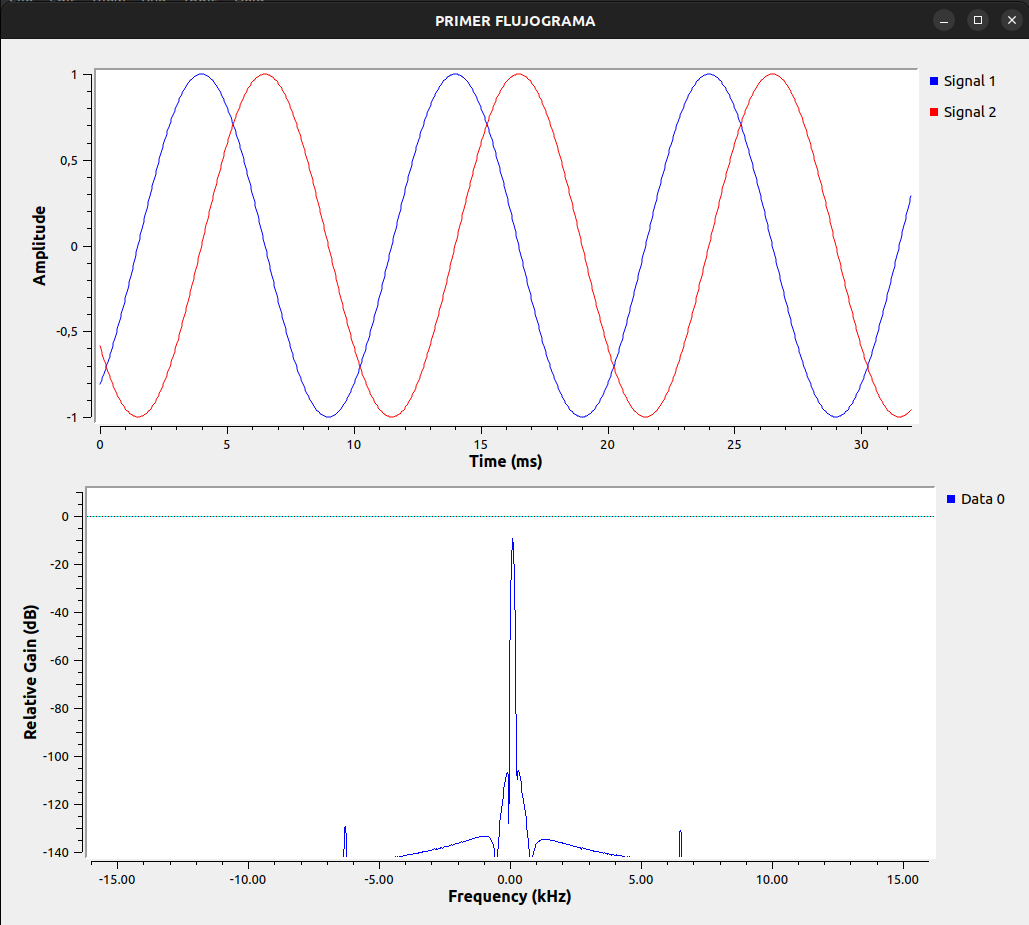 PRIMER FLUJOGRAMA
1
0,5
0
-0,5
-1
Amplitude
0 5 10 15 20 25 30
Time (ms)
Signal 1
Signal 2
0
-20
-40
-60
-80
-100
-120
-140
Relative Gain (dB)
-15.00 -10.00 -5.00 0.00 5.00 10.00 15.00
Frequency (kHz)
Data 0